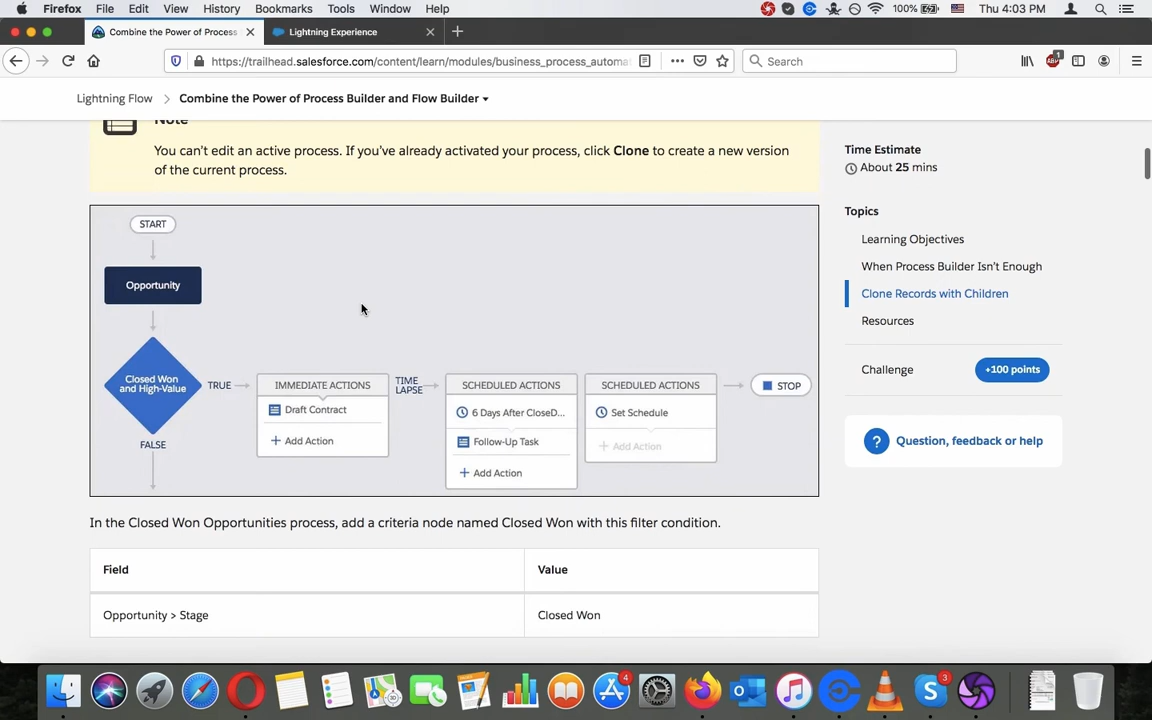 Firefox File Edit View History Bookmarks Tools Window Help 100% Thu 4:03 PM
Combine the Power of Process Lightning Experience
https://trailhead.salesforce.com/content/learn/modules/business_process_automa Search
Lightning Flow Combine the Power of Process Builder and Flow Builder
Note
You can't edit an active process. If you've already activated your process, click Clone to create a new version
of the current process.
START
Opportunity
Closed Won
and High-Value
TRUE
FALSE
IMMEDIATE ACTIONS
Draft Contract
+ Add Action
TIME
LAPSE
SCHEDULED ACTIONS
6 Days After CloseD...
Follow-Up Task
+ Add Action
SCHEDULED ACTIONS
Set Schedule
+ Add Action
STOP
In the Closed Won Opportunities process, add a criteria node named Closed Won with this filter condition.
Field Value
Opportunity > Stage Closed Won
Time Estimate
About 25 mins
Topics
Learning Objectives
When Process Builder Isn't Enough
Clone Records with Children
Resources
Challenge +100 points
? Question, feedback or help
4
3